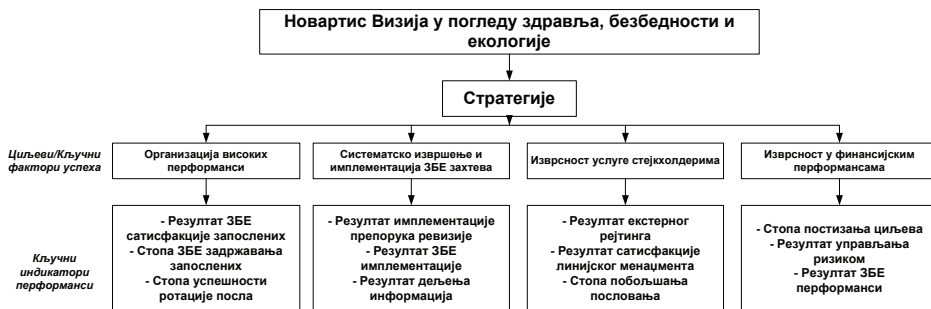 Новартис Визија у погледу здравља, безбедности и
екологије
Стратегије
Циљеви/Кључни
фактори успеха
Организација високих
перформанси
Систематско извршење и
имплементација ЗБЕ захтева
Изврсност услуге стејкхолдерима
Изврсност у финансијским
перформансама
Кључни
индикатори
перформанси
- Резултат ЗБЕ
сатисфакције запослених
- Стопа ЗБЕ задржавања
запослених
- Стопа успешности
ротације посла
- Резултат имплементације
препорука ревизије
- Резултат ЗБЕ
имплементације
- Резултат дељења
информација
- Резултат екстерног
рејтинга
- Резултат сатисфакције
линијског менаџмента
- Стопа побољшања
пословања
- Стопа постизања циљева
- Резултат управљања
ризиком
- Резултат ЗБЕ
перформанси